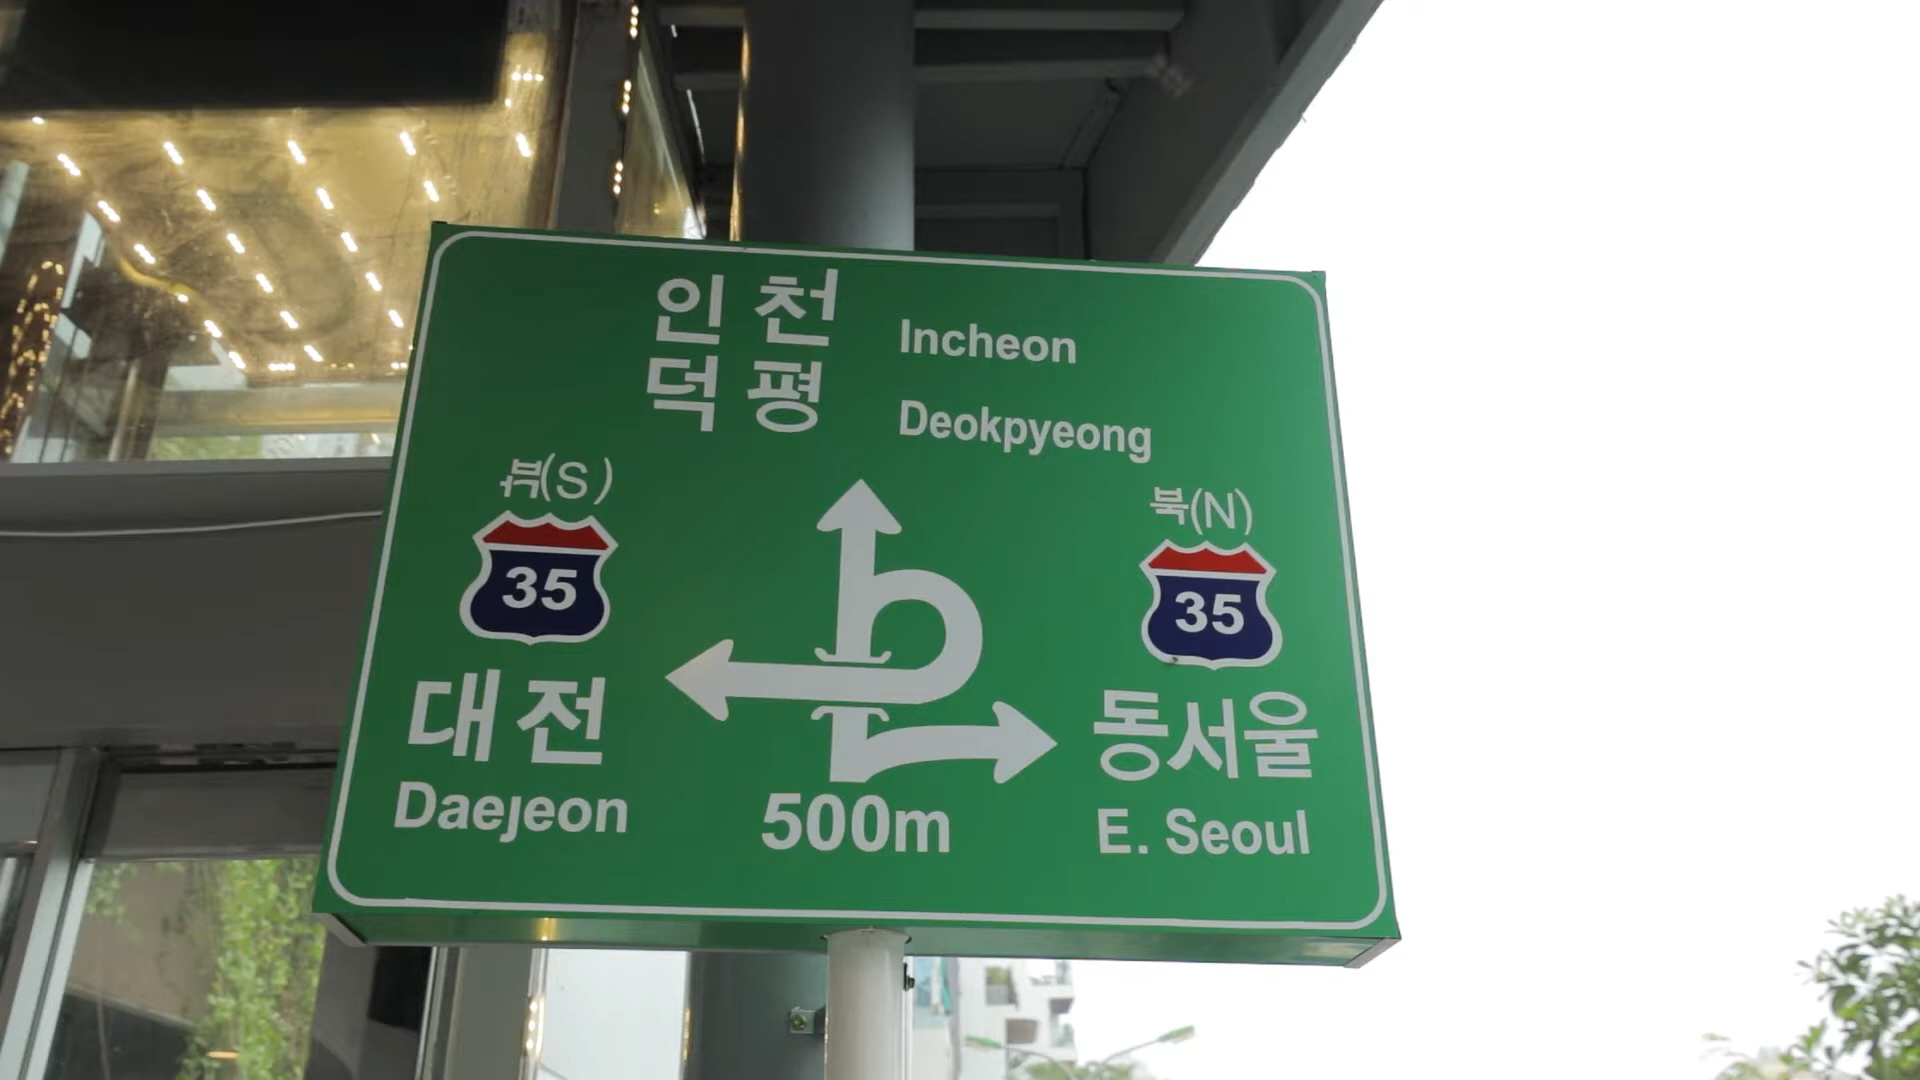 인천 Incheon
덕평 Deokpyeong
(S)
북(N)
35
35
대전
동서울
Daejeon
500m
E. Seoul